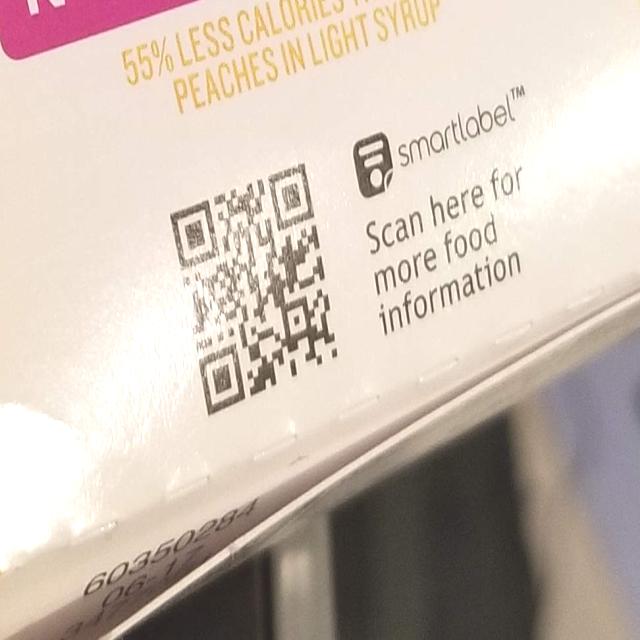 55% LESS CALORIES
PEACHES IN LIGHT SYRUP
smartlabel™
Scan here for
more food
information
60350284